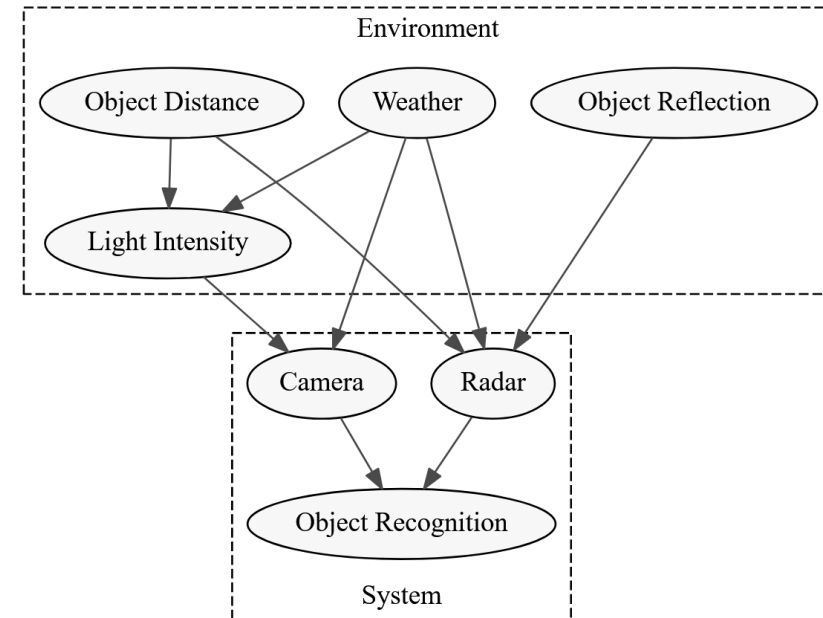 Environment
Object Distance
Weather
Object Reflection
Light Intensity
Camera
Radar
Object Recognition
System